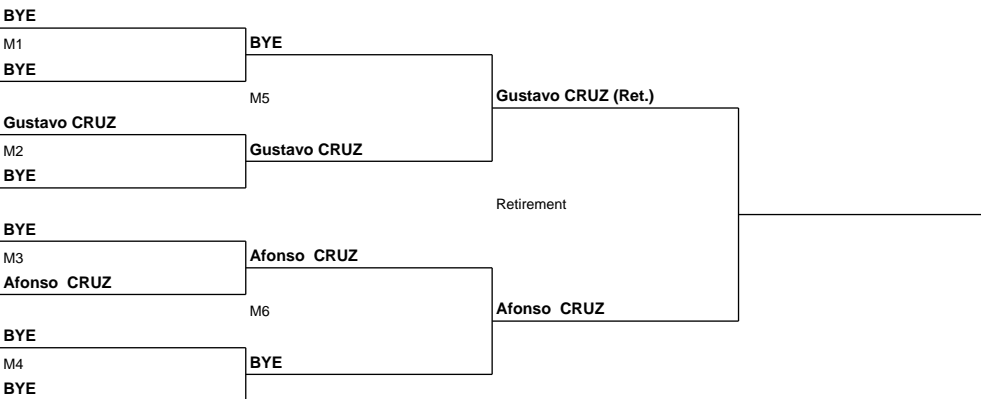 BYE
M1
BYE
Gustavo CRUZ
M2
BYE
BYE
M3
Afonso CRUZ
BYE
M4
BYE
BYE
M5
Gustavo CRUZ
Afonso CRUZ
M6
BYE
Gustavo CRUZ (Ret.)
Retirement
Afonso CRUZ